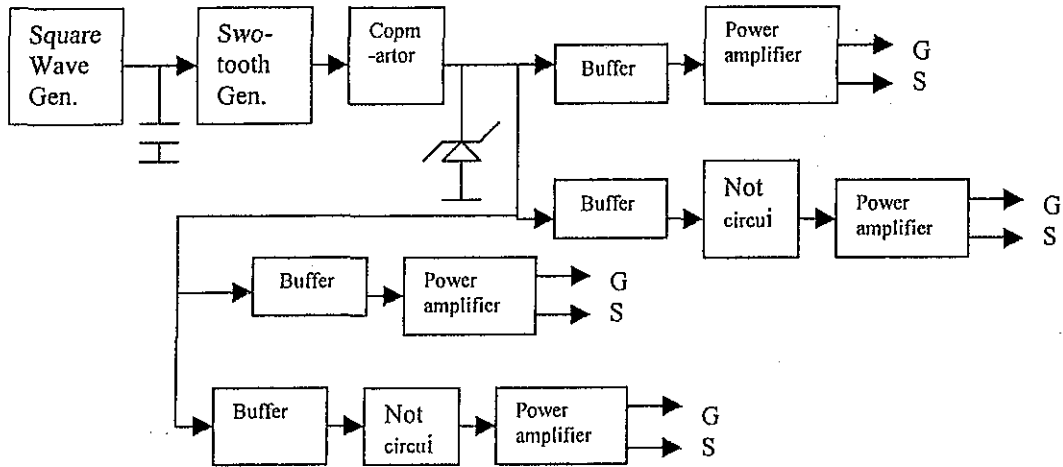 Square
Wave
Gen.
Swo-
tooth
Gen.
Copm
-artor
Buffer
Power
amplifier
G
S
Buffer
Not
circui
Power
amplifier
G
S
Buffer
Power
amplifier
G
S
Buffer
Not
circui
Power
amplifier
G
S